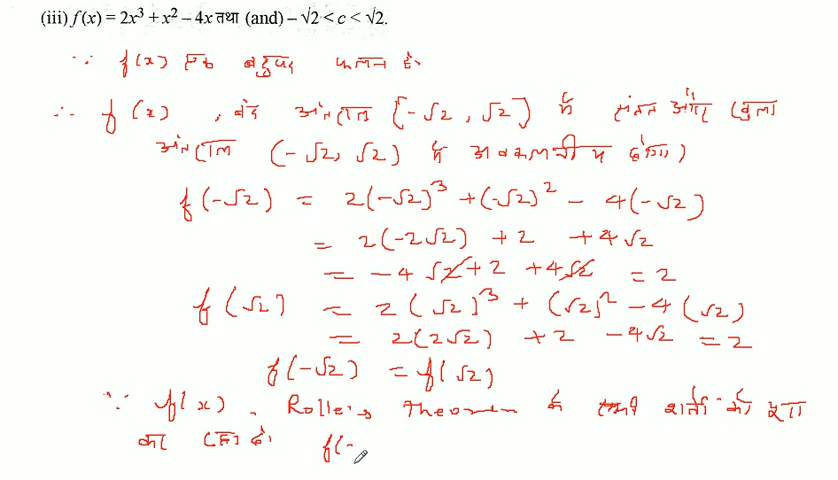 (iii) f(x) = 2x³ + x² – 4x तथा (and) – √2 < c < √2.
∵ f(x) एक बहुपद फलन है
∴ f(x) , बंद अंतराल [-√2, √2] में संतत और खुला
अंतराल (-√2, √2) में अवकलनीय होगा)
f(-√2) = 2(-√2)³ + (-√2)² - 4(-√2)
= 2(-2√2) + 2 + 4√2
= -4√2 + 2 + 4√2 = 2
f(√2) = 2(√2)³ + (√2)² - 4(√2)
= 2(2√2) + 2 - 4√2 = 2
f(-√2) = f(√2)
∵ f(x), Rolle's Theorem के सभी शर्तों को पूरा
कर रहा है।
f(-